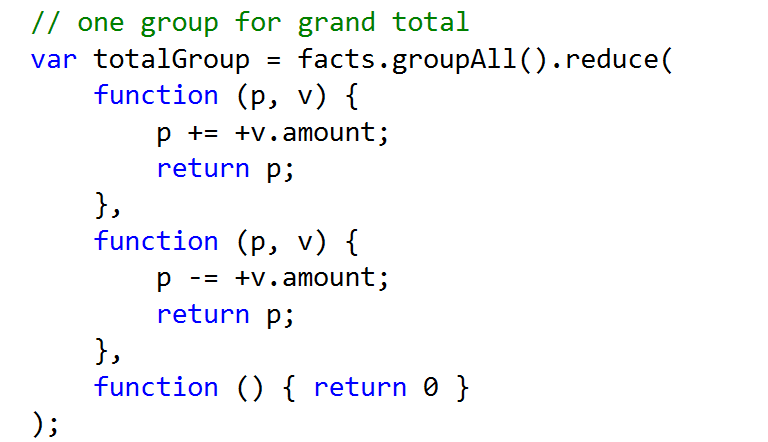 // one group for grand total
var totalGroup = facts.groupAll().reduce(
    function (p, v) {
        p += +v.amount;
        return p;
    },
    function (p, v) {
        p -= +v.amount;
        return p;
    },
    function () { return 0 }
);